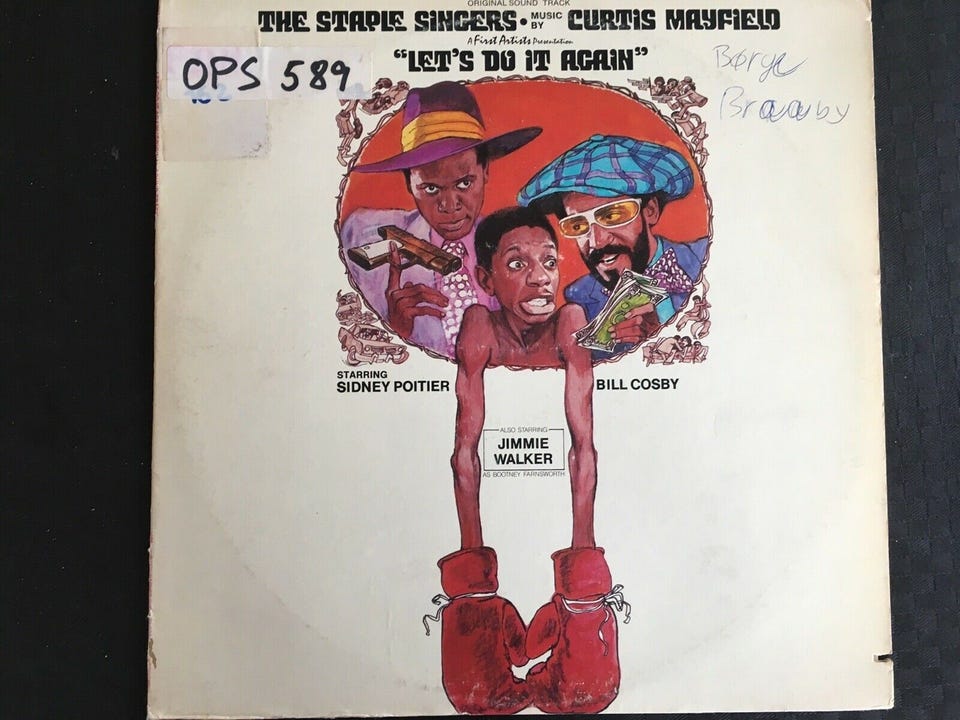 ORIGINAL SOUND TRACK
THE STAPLE SINGERS • MUSIC BY CURTIS MAYFIELD
A First Artists Presentation
"LET'S DO IT AGAIN"
OPS 589
Børge
STARRING
SIDNEY POITIER
BILL COSBY
ALSO STARRING
JIMMIE
WALKER
AS BOOTNEY FARNSWORTH